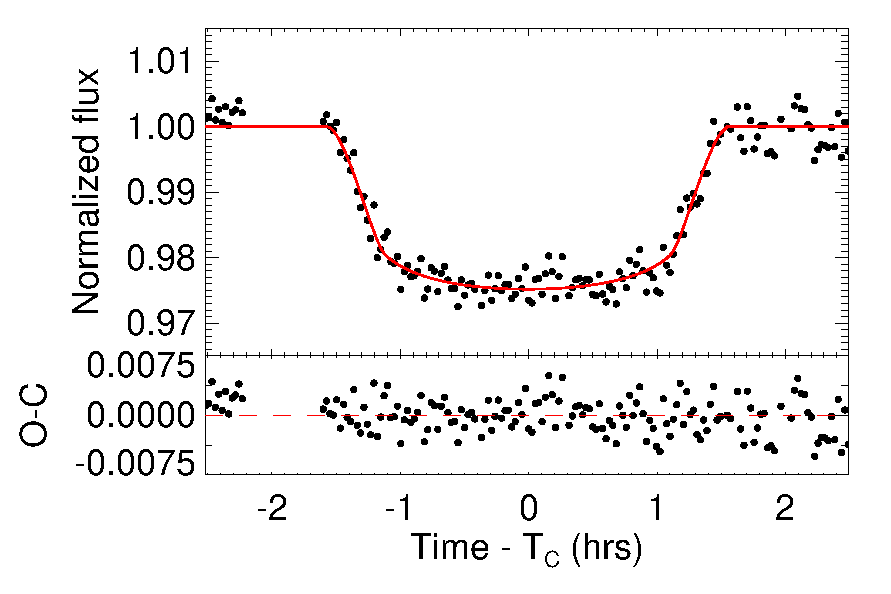 Normalized flux
1.01
1.00
0.99
0.98
0.97
O-C
0.0075
0.0000
-0.0075
-2 -1 0 1 2
Time - TC (hrs)